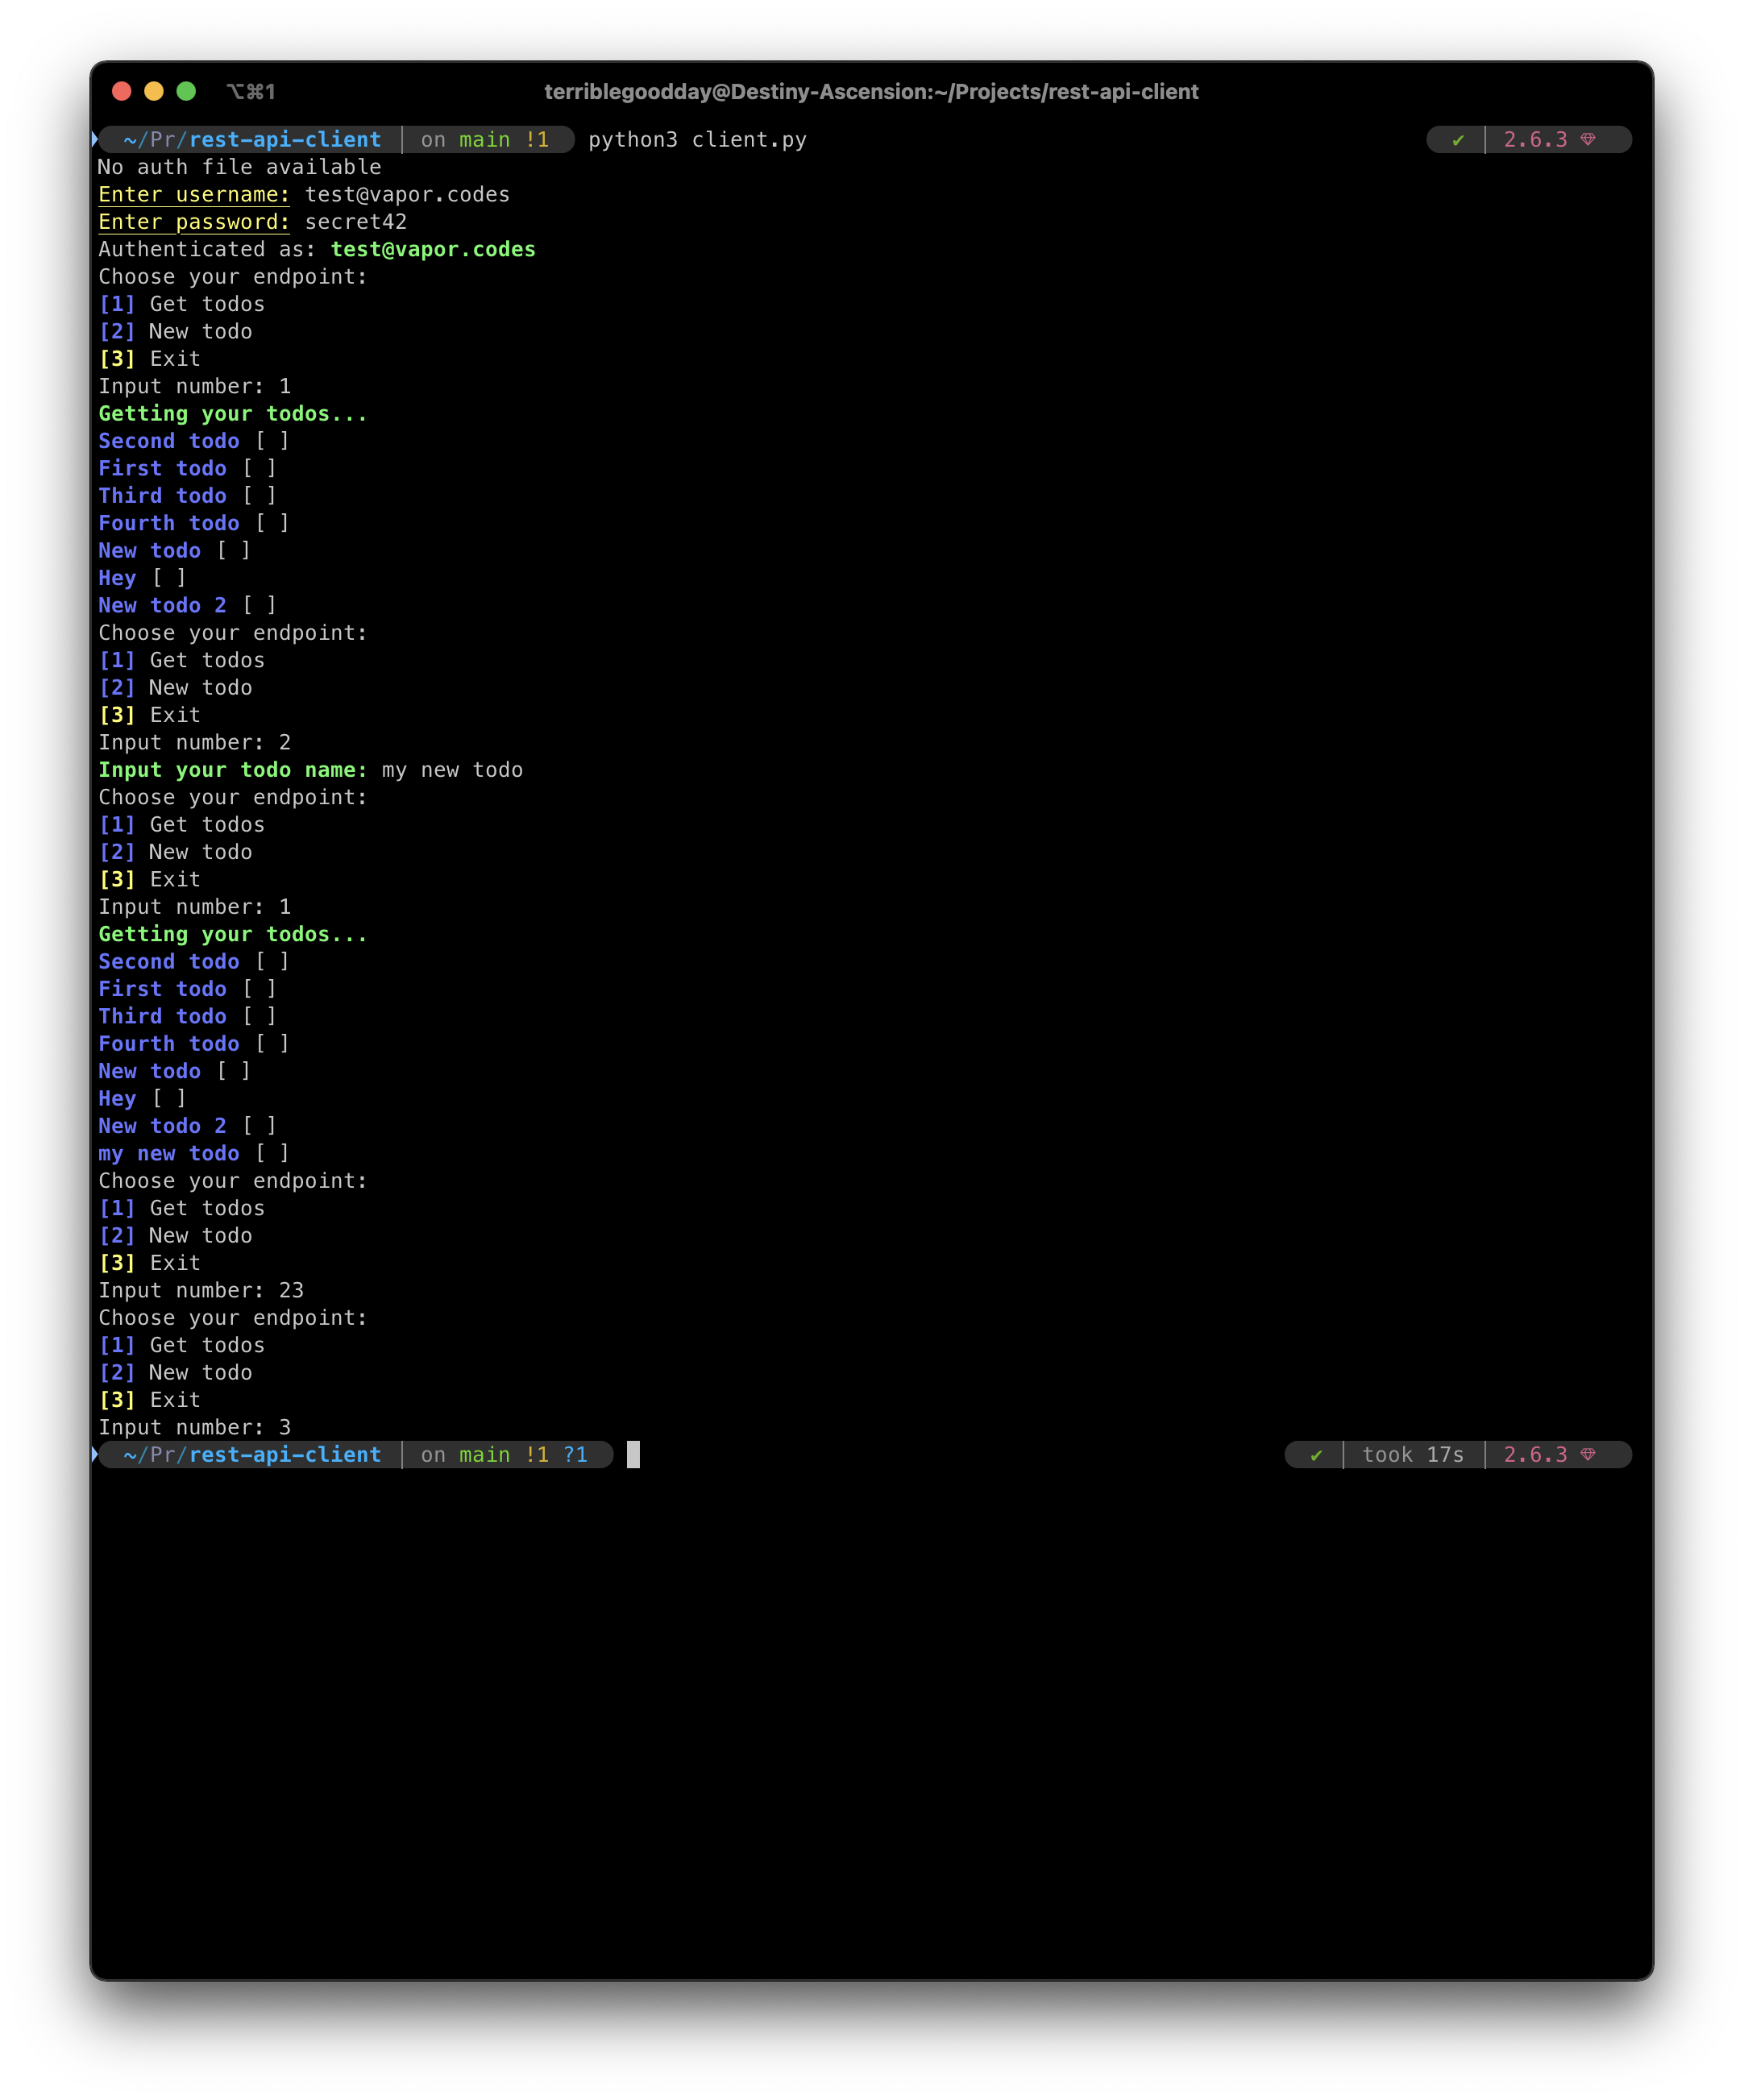 ⌥⌘1 terriblegoodday@Destiny-Ascension:~/Projects/rest-api-client
~/Pr/rest-api-client on main !1 python3 client.py ✔ 2.6.3
No auth file available
Enter username: test@vapor.codes
Enter password: secret42
Authenticated as: test@vapor.codes
Choose your endpoint:
[1] Get todos
[2] New todo
[3] Exit
Input number: 1
Getting your todos...
Second todo [ ]
First todo [ ]
Third todo [ ]
Fourth todo [ ]
New todo [ ]
Hey [ ]
New todo 2 [ ]
Choose your endpoint:
[1] Get todos
[2] New todo
[3] Exit
Input number: 2
Input your todo name: my new todo
Choose your endpoint:
[1] Get todos
[2] New todo
[3] Exit
Input number: 1
Getting your todos...
Second todo [ ]
First todo [ ]
Third todo [ ]
Fourth todo [ ]
New todo [ ]
Hey [ ]
New todo 2 [ ]
my new todo [ ]
Choose your endpoint:
[1] Get todos
[2] New todo
[3] Exit
Input number: 23
Choose your endpoint:
[1] Get todos
[2] New todo
[3] Exit
Input number: 3
~/Pr/rest-api-client on main !1 ?1 ✔ took 17s 2.6.3